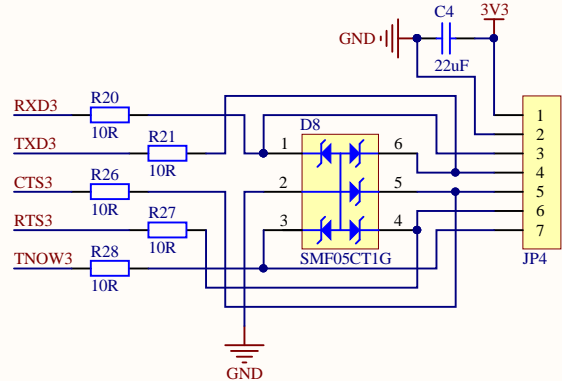 C4
3V3
GND
22uF
RXD3
R20
10R
TXD3
R21
10R
CTS3
R26
10R
RTS3
R27
10R
TNOW3
R28
10R
D8
1
6
2
5
3
4
SMF05CT1G
1
2
3
4
5
6
7
JP4
GND